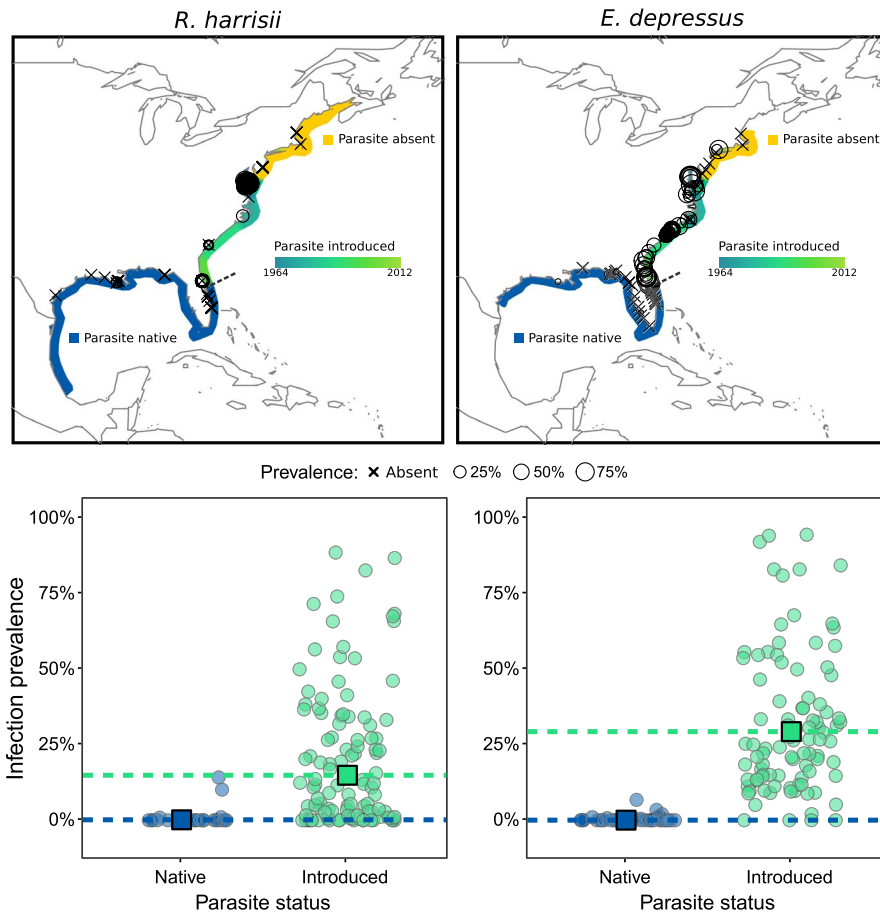 R. harrisii
E. depressus
Parasite absent
Parasite introduced
1964 2012
Parasite native
Parasite absent
Parasite introduced
1964 2012
Parasite native
Prevalence: Absent 25% 50% 75%
Infection prevalence
100%
75%
50%
25%
0%
Native Introduced
Parasite status
100%
75%
50%
25%
0%
Native Introduced
Parasite status